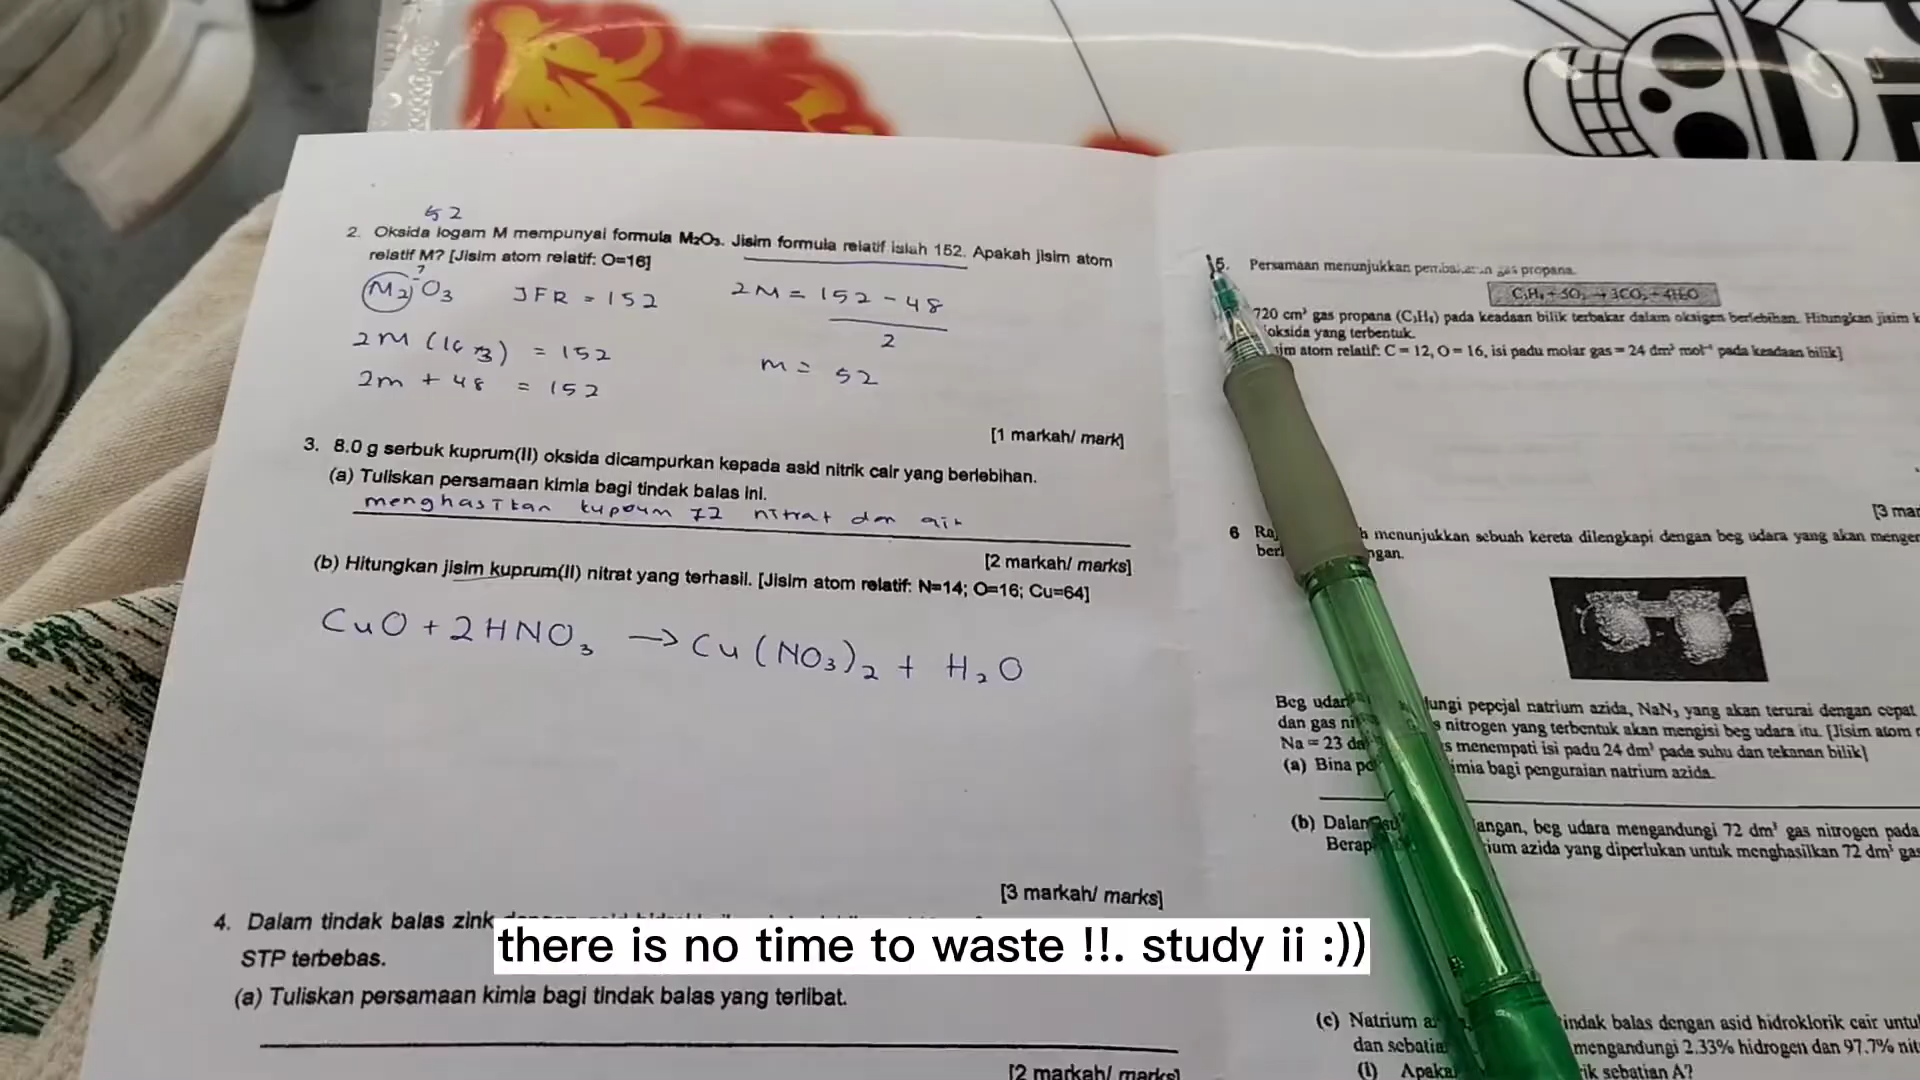 52
2. Oksida logam M mempunyai formula M₂O₃. Jisim formula relatif ialah 152. Apakah jisim atom
relatif M? [Jisim atom relatif: O=16]
M₂O₃ JFR = 152
2M (16×3) = 152
2m + 48 = 152
2M = 152 - 48
2
m = 52
[1 markah/ mark]
3. 8.0 g serbuk kuprum(II) oksida dicampurkan kepada asid nitrik cair yang berlebihan.
(a) Tuliskan persamaan kimia bagi tindak balas ini.
menghasilkan kuprum II nitrat dan air
[2 markah/ marks]
(b) Hitungkan jisim kuprum(II) nitrat yang terhasil. [Jisim atom relatif: N=14; O=16; Cu=64]
CuO + 2HNO₃ → Cu(NO₃)₂ + H₂O
[3 markah/ marks]
4. Dalam tindak balas zink
STP terbebas.
(a) Tuliskan persamaan kimia bagi tindak balas yang terlibat.
[2 markah/ marks]
5. Persamaan menunjukkan pembakaran gas propana.
720 cm³ gas propana (C₃H₈) pada keadaan bilik terbakar dalam oksigen berlebihan. Hitungkan jisim
oksida yang terbentuk.
atom relatif: C = 12, O = 16, isi padu molar gas = 24 dm³ mol⁻¹ pada keadaan bilik]
[3
6 menunjukkan sebuah kereta dilengkapi dengan beg udara yang akan
Beg pepejal natrium azida, NaN₃ yang akan terurai dengan cepat
dan gas nitrogen yang terbentuk akan mengisi beg udara itu. [Jisim atom
Na = 23 menempati isi padu 24 dm³ pada suhu dan tekanan bilik]
(a) Bina bagi penguraian natrium azida.
(b) beg udara mengandungi 72 dm³ gas nitrogen pada
azida yang diperlukan untuk menghasilkan 72 dm³
(c) Natrium balas dengan asid hidroklorik cair
dan mengandungi 2.33% hidrogen dan 97.7%
(i) sebatian A?
there is no time to waste !!. study ii :))